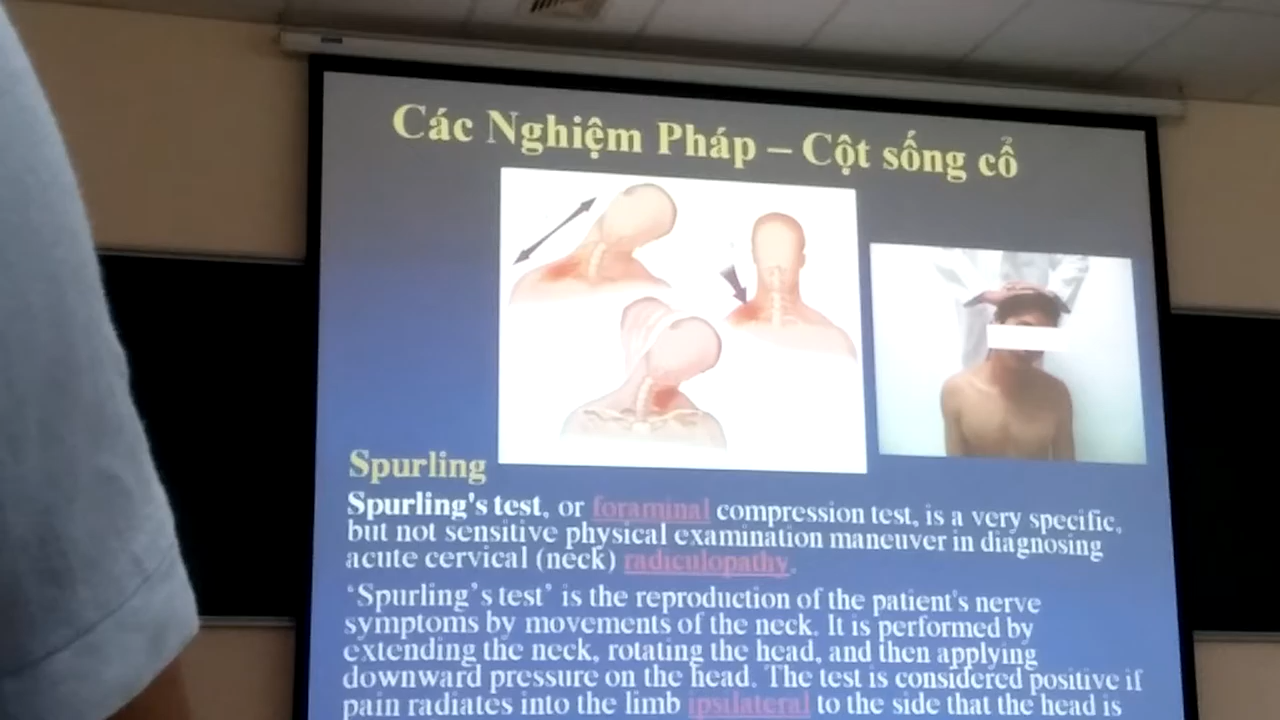 Các Nghiệm Pháp – Cột sống cổ
Spurling
Spurling's test, or foraminal compression test, is a very specific,
but not sensitive physical examination maneuver in diagnosing
acute cervical (neck) radiculopathy.
‘Spurling’s test’ is the reproduction of the patient's nerve
symptoms by movements of the neck. It is performed by
extending the neck, rotating the head, and then applying
downward pressure on the head. The test is considered positive if
pain radiates into the limb ipsilateral to the side that the head is